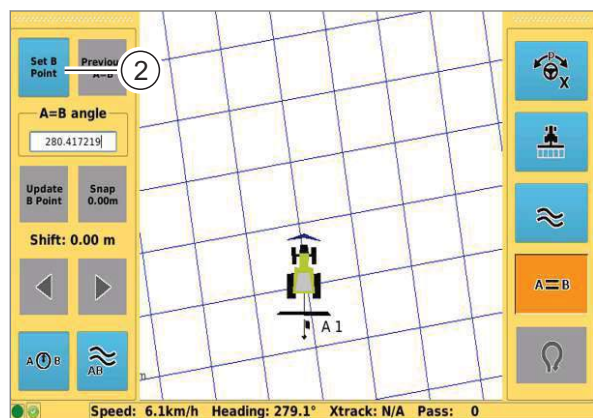 Set B
Point
Previous
A=B
2
A=B angle
280.417219
Update
B Point
Snap
0.00m
Shift: 0.00 m
A B
AB
A 1
P
X
A B
Speed: 6.1km/h Heading: 279.1° Xtrack: N/A Pass: 0